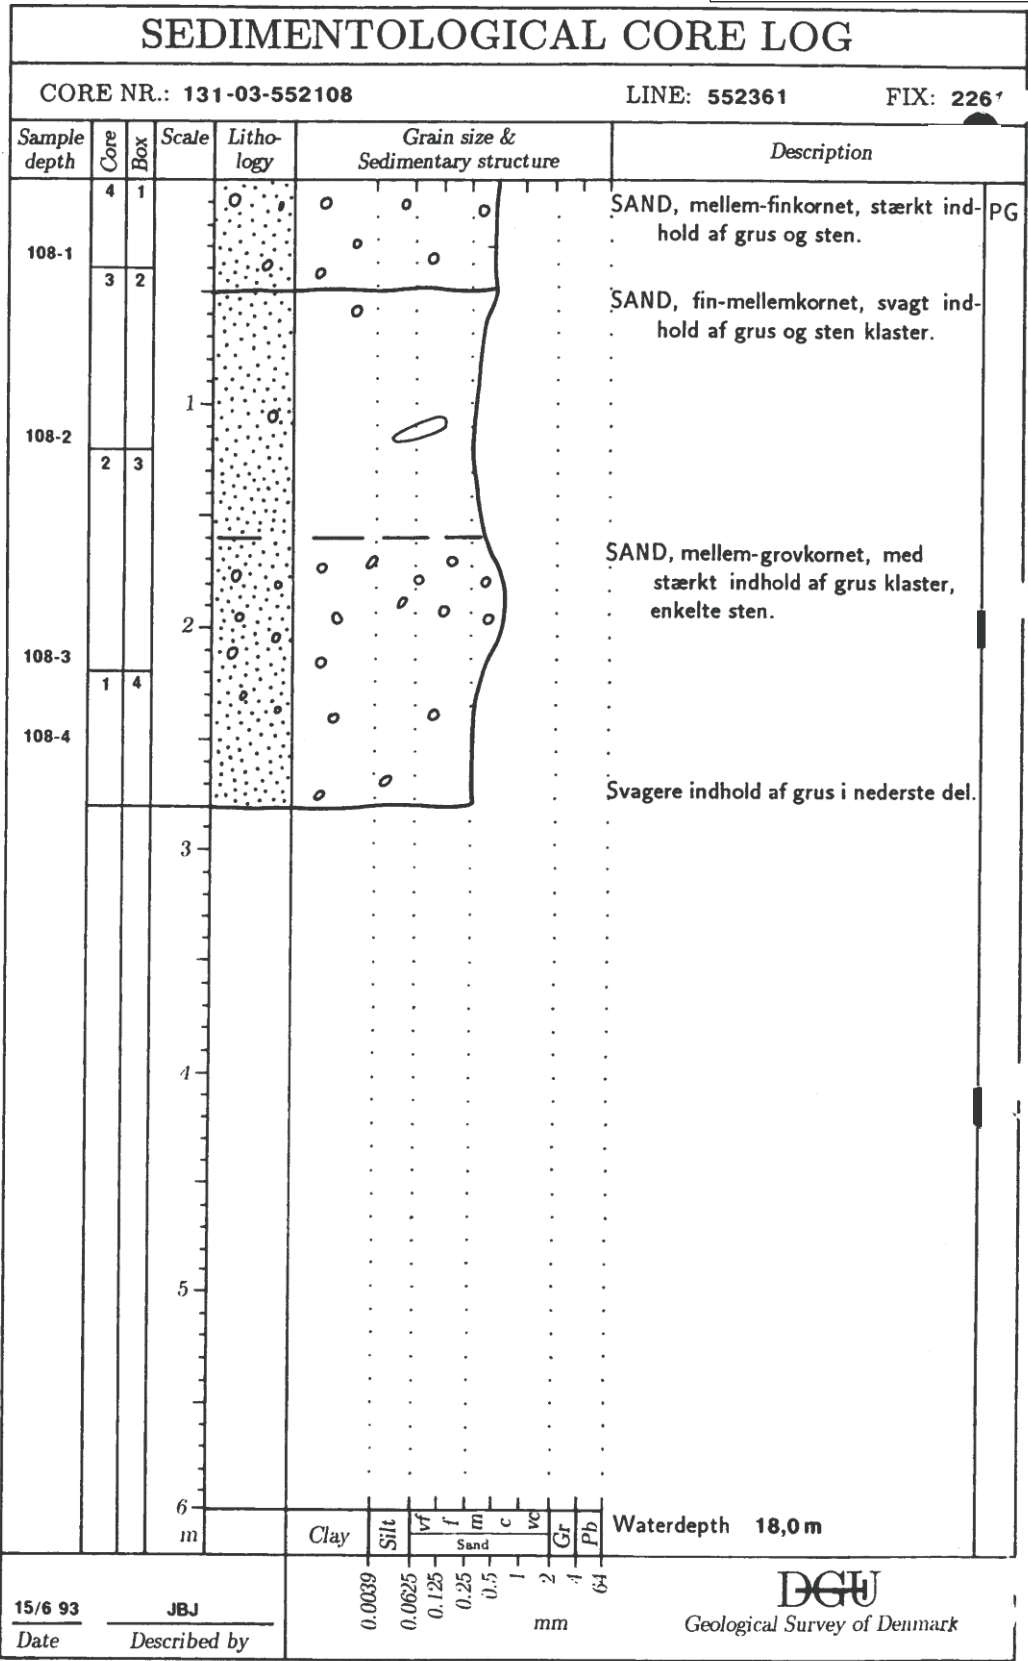 SEDIMENTOLOGICAL CORE LOG
CORE NR.: 131-03-552108 LINE: 552361 FIX: 2261
Sample depth Core Box Scale Litho-logy Grain size & Sedimentary structure Description
4 1
SAND, mellem-finkornet, stærkt ind- PG
hold af grus og sten.
108-1
3 2
SAND, fin-mellemkornet, svagt ind-
hold af grus og sten klaster.
1
108-2
2 3
SAND, mellem-grovkornet, med
stærkt indhold af grus klaster,
enkelte sten.
2
108-3
1 4
108-4
Svagere indhold af grus i nederste del.
3
4
5
6
m Clay Silt vf f m c vc Gr Pb
Sand
Waterdepth 18,0 m
0.0039 0.0625 0.125 0.25 0.5 1 2 4 64
mm
DGU
Geological Survey of Denmark
15/6 93 JBJ
Date Described by